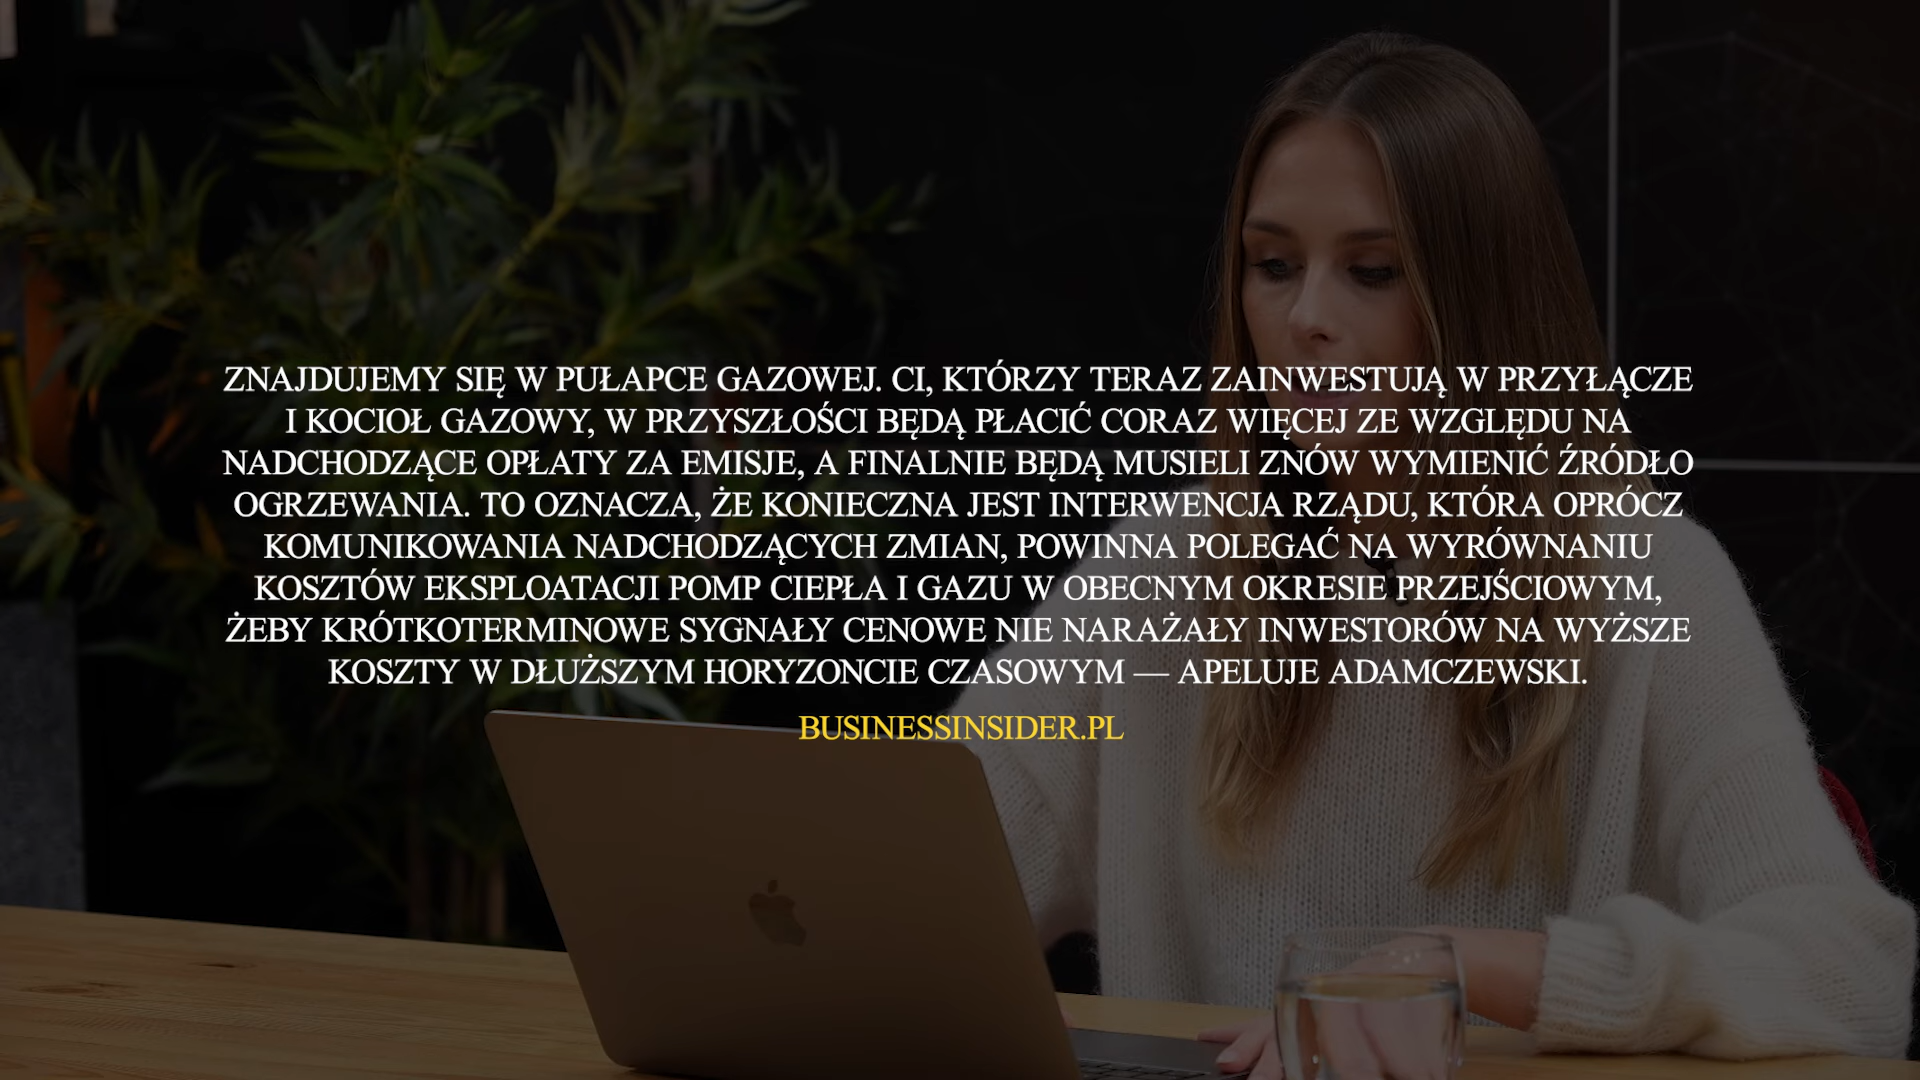 ZNAJDUJEMY SIĘ W PUŁAPCE GAZOWEJ. CI, KTÓRZY TERAZ ZAINWESTUJĄ W PRZYŁĄCZE
I KOCIOŁ GAZOWY, W PRZYSZŁOŚCI BĘDĄ PŁACIĆ CORAZ WIĘCEJ ZE WZGLĘDU NA
NADCHODZĄCE OPŁATY ZA EMISJE, A FINALNIE BĘDĄ MUSIELI ZNÓW WYMIENIĆ ŹRÓDŁO
OGRZEWANIA. TO OZNACZA, ŻE KONIECZNA JEST INTERWENCJA RZĄDU, KTÓRA OPRÓCZ
KOMUNIKOWANIA NADCHODZĄCYCH ZMIAN, POWINNA POLEGAĆ NA WYRÓWNANIU
KOSZTÓW EKSPLOATACJI POMP CIEPŁA I GAZU W OBECNYM OKRESIE PRZEJŚCIOWYM,
ŻEBY KRÓTKOTERMINOWE SYGNAŁY CENOWE NIE NARAŻAŁY INWESTORÓW NA WYŻSZE
KOSZTY W DŁUŻSZYM HORYZONCIE CZASOWYM — APELUJE ADAMCZEWSKI.
BUSINESSINSIDER.PL